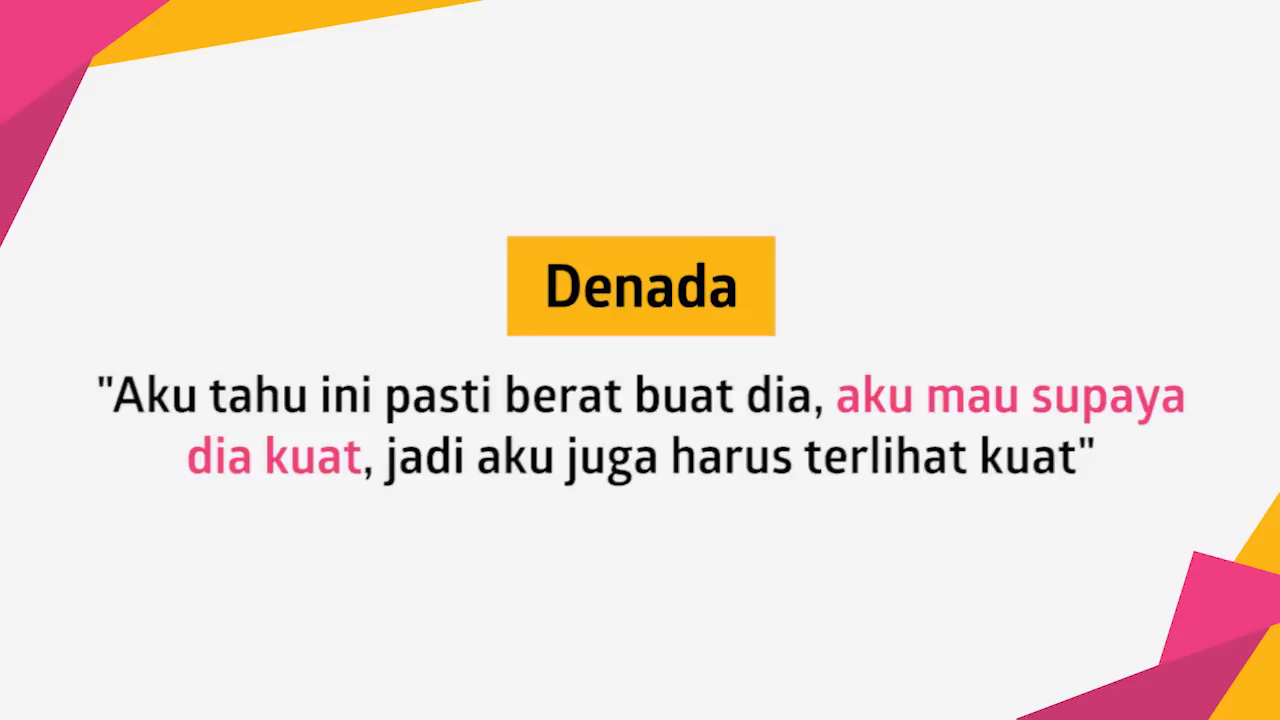 Denada
"Aku tahu ini pasti berat buat dia, aku mau supaya
dia kuat, jadi aku juga harus terlihat kuat"